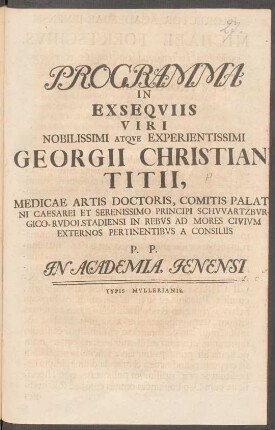 PROGRAMMA
IN
EXSEQVIIS
VIRI
NOBILISSIMI ATQVE EXPERIENTISSIMI
GEORGII CHRISTIANI
TITII,
MEDICAE ARTIS DOCTORIS, COMITIS PALATI
NI CAESAREI ET SERENISSIMO PRINCIPI SCHVVARTZBVR
GICO-RVDOLSTADIENSI IN REBVS AD MORES CIVIVM
EXTERNOS PERTINENTIBVS A CONSILIIS
P. P.
IN ACADEMIA IENENSI
TYPIS MVLLERIANIS.